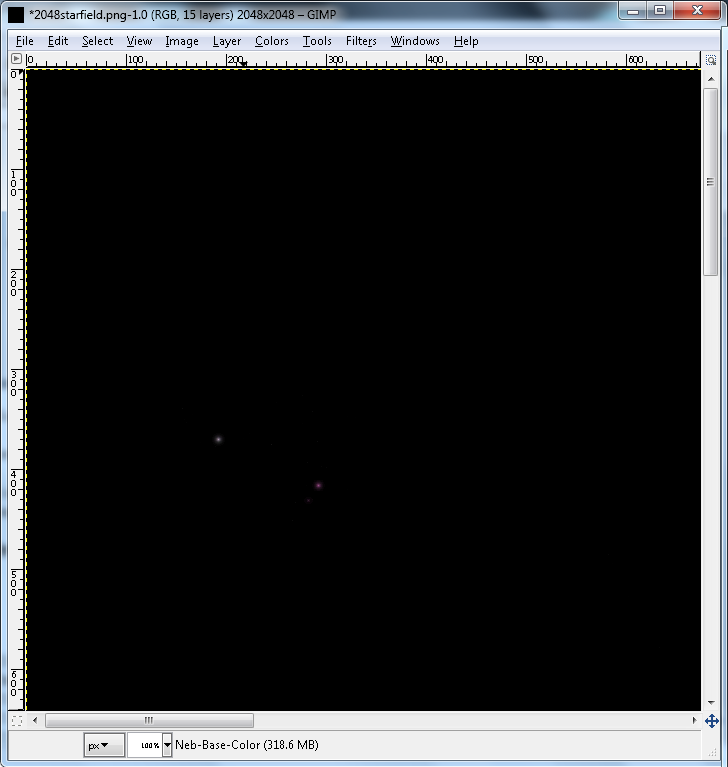 *2048starfield.png-1.0 (RGB, 15 layers) 2048x2048 – GIMP
File Edit Select View Image Layer Colors Tools Filters Windows Help
0 100 200 300 400 500 600
0
100
200
300
400
500
600
px 100% Neb-Base-Color (318.6 MB)